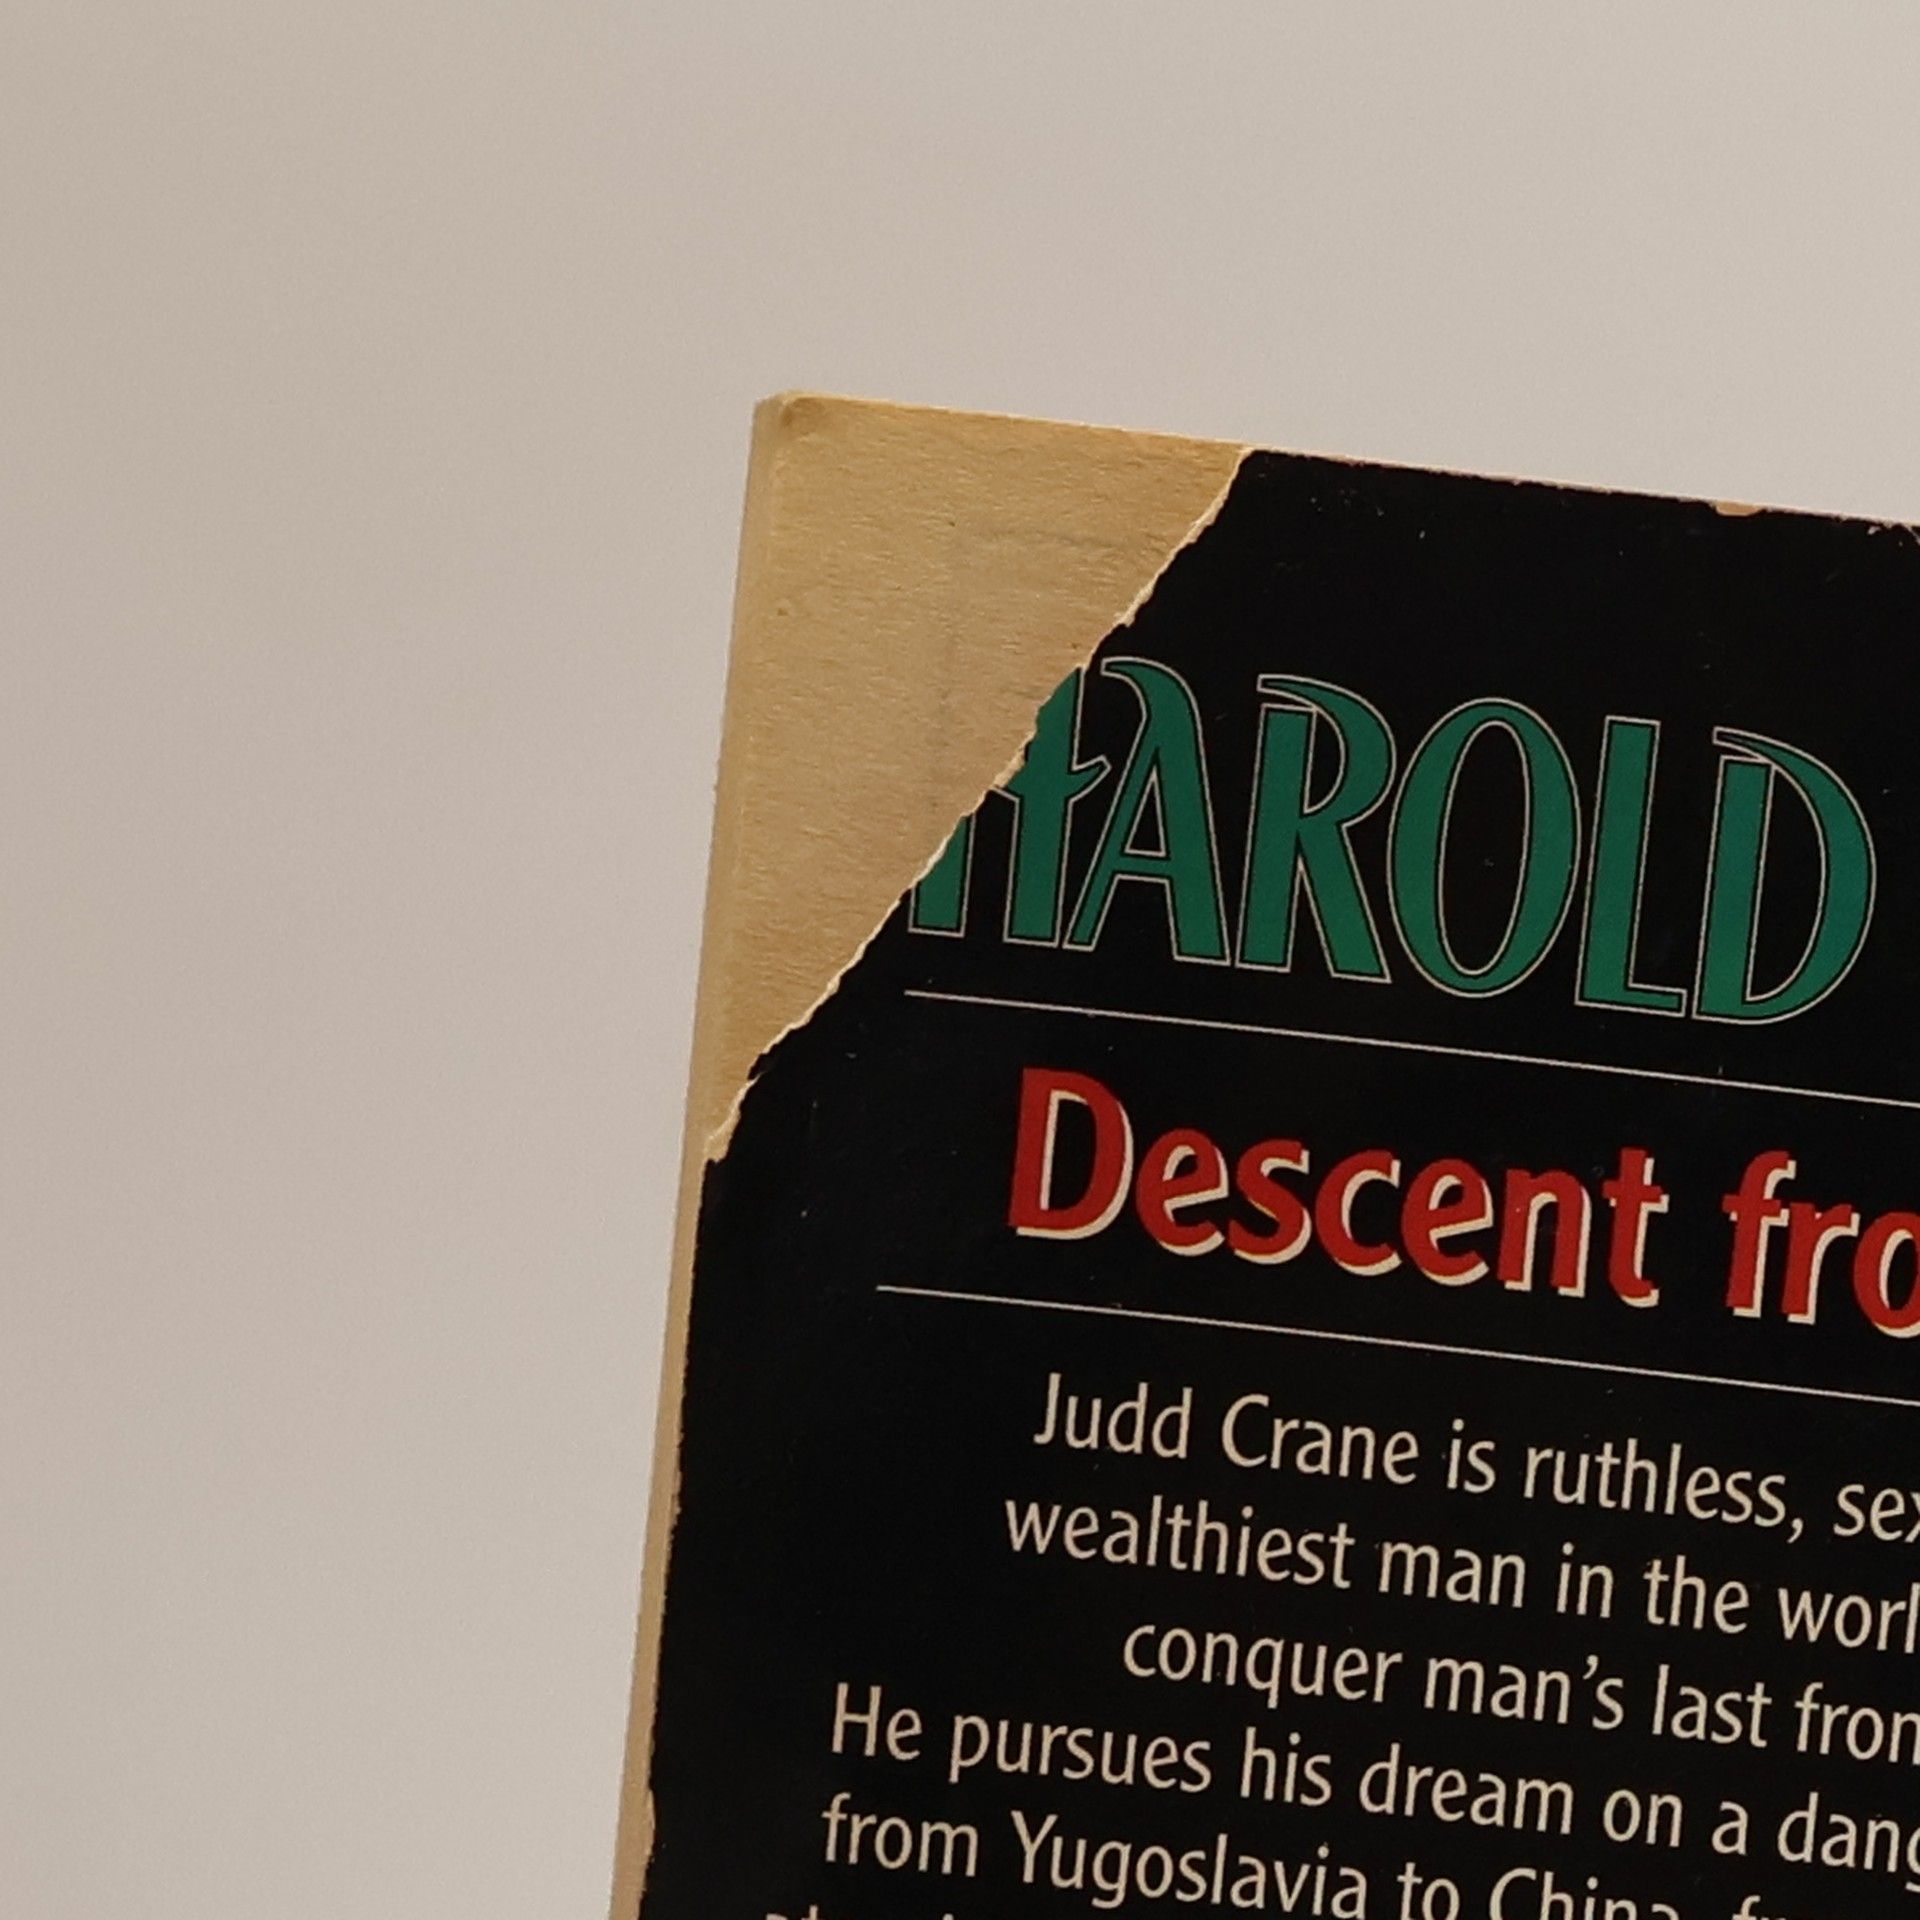 HAROLD
Descent fro
Judd Crane is ruthless, sex
wealthiest man in the worl
conquer man's last fron
He pursues his dream on a dang
from Yugoslavia to China, f